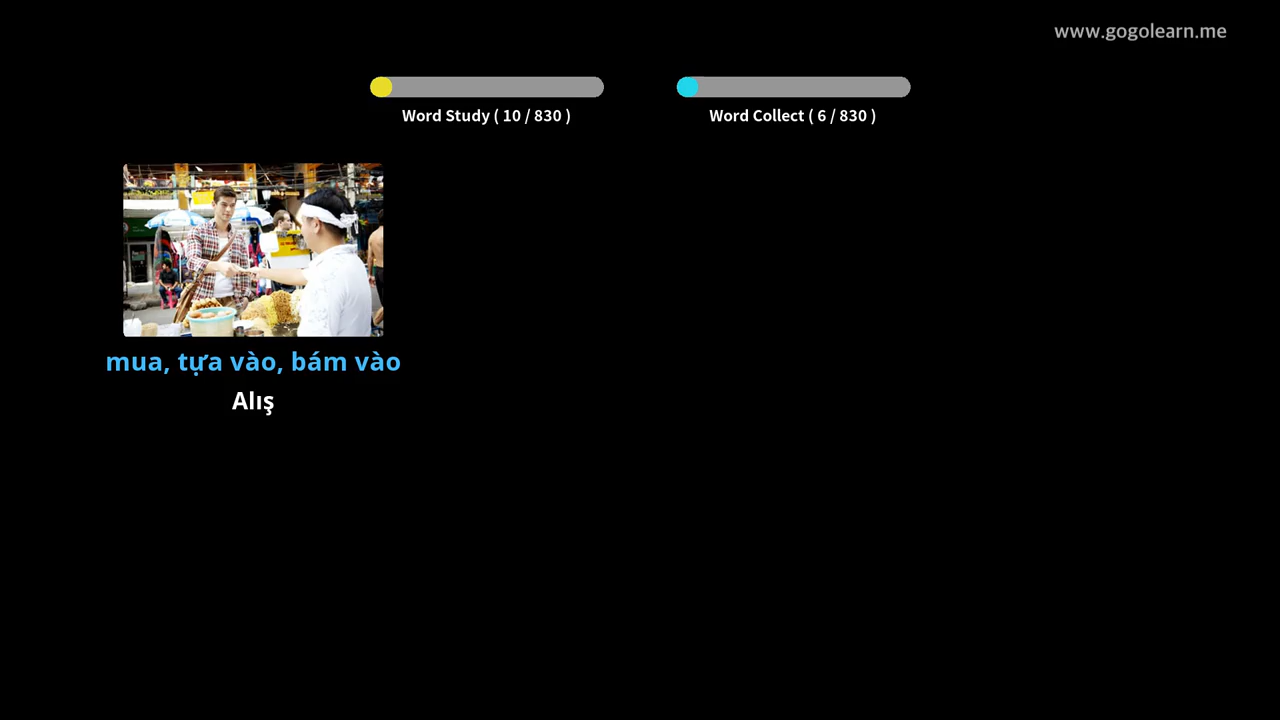 www.gogolearn.me
Word Study ( 10 / 830 )
Word Collect ( 6 / 830 )
mua, tựa vào, bám vào
Alış